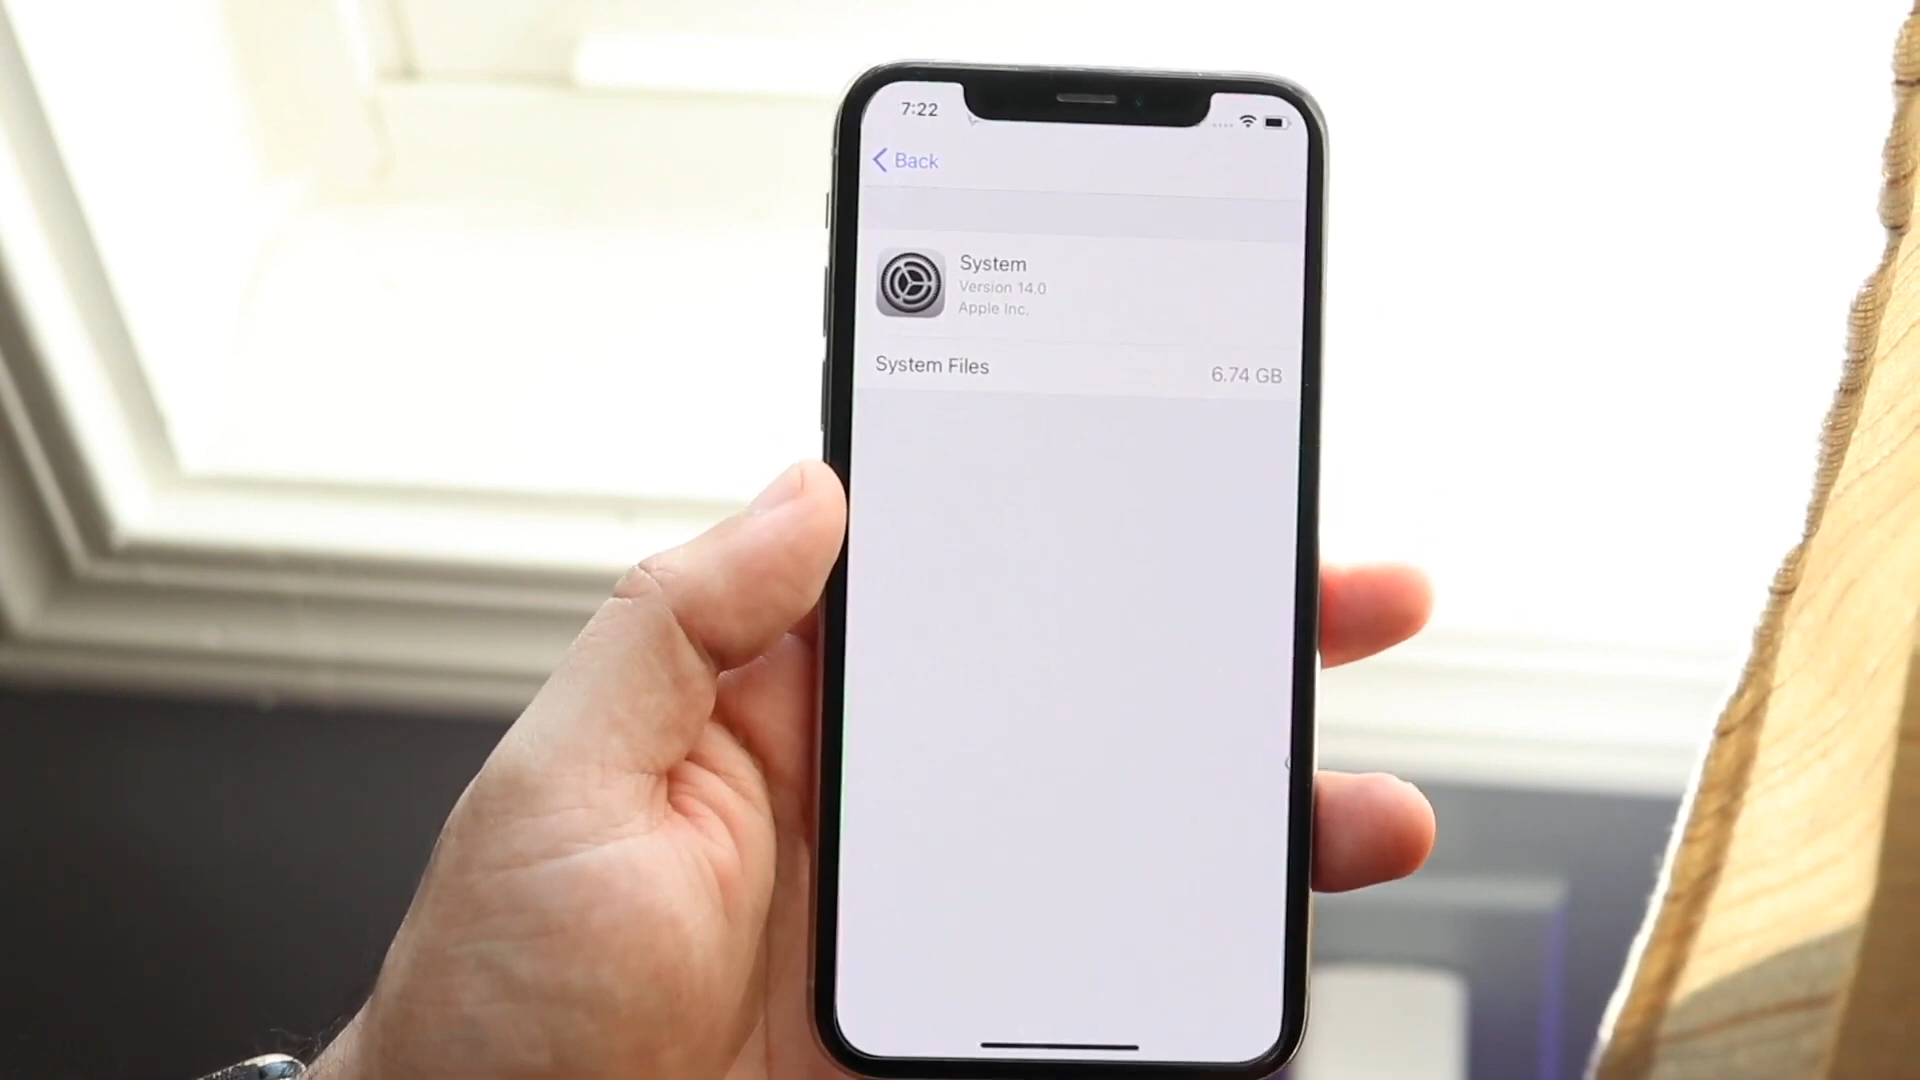 7:22
Back
System
Version 14.0
Apple Inc.
System Files 6.74 GB